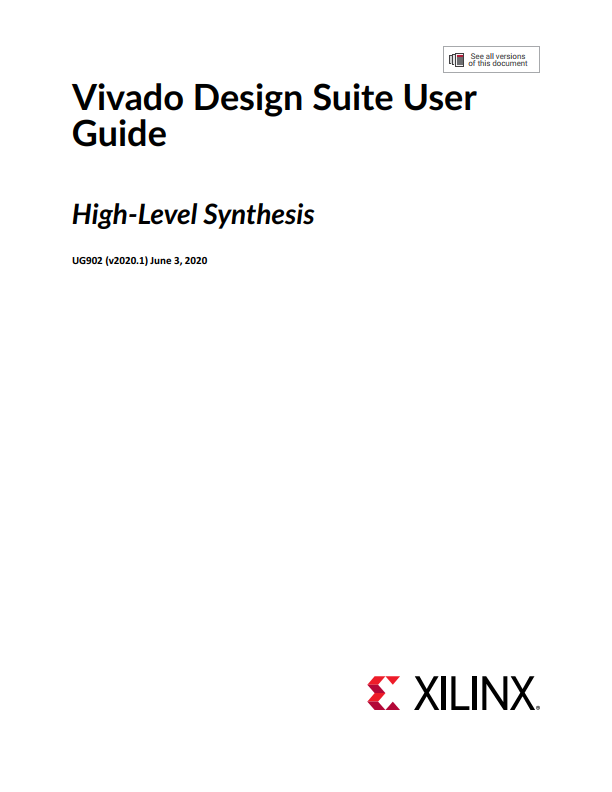 See all versions
of this document
Vivado Design Suite User
Guide
High-Level Synthesis
UG902 (v2020.1) June 3, 2020
XILINX®